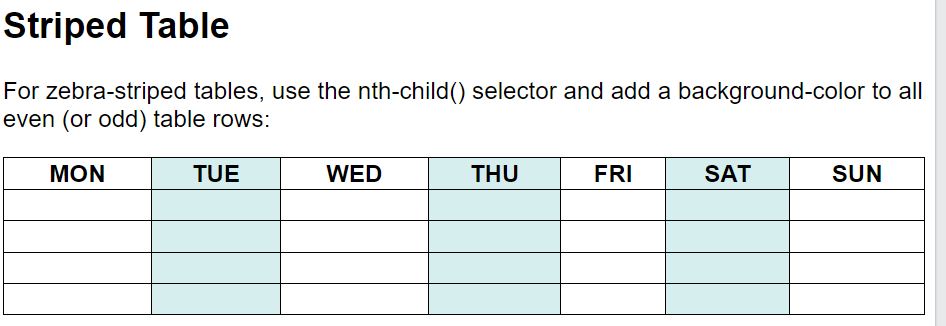 Striped Table
For zebra-striped tables, use the nth-child() selector and add a background-color to all
even (or odd) table rows:
MON TUE WED THU FRI SAT SUN